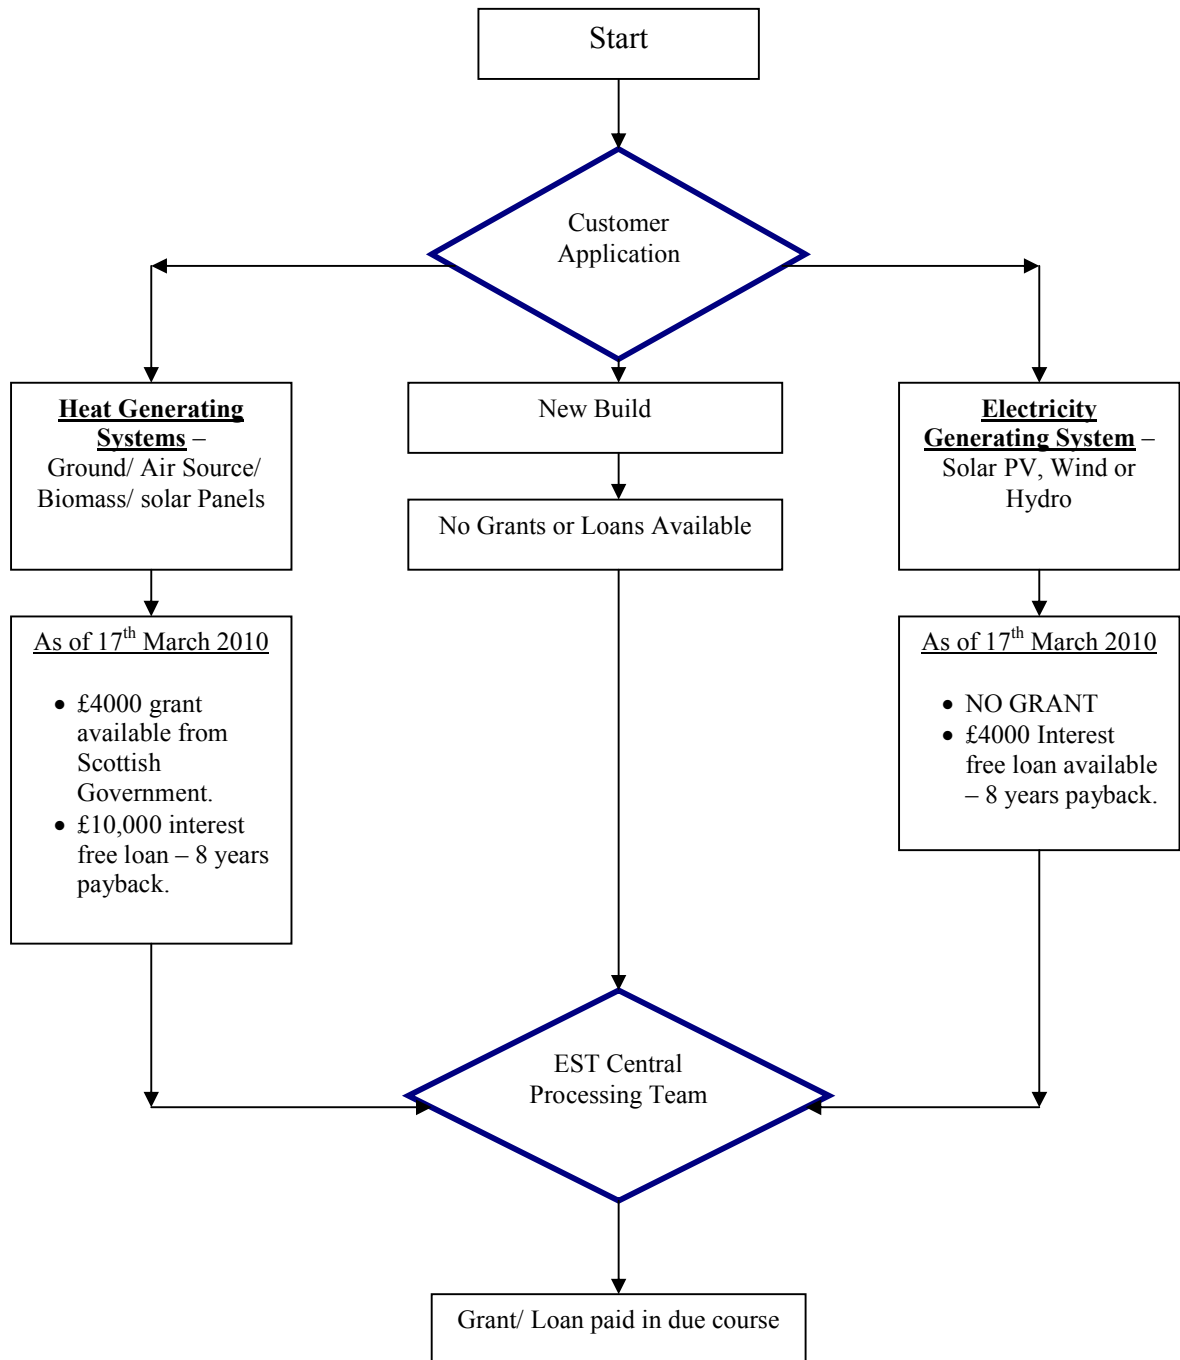 Start
Customer
Application
Heat Generating
Systems –
Ground/ Air Source/
Biomass/ solar Panels
New Build
No Grants or Loans Available
Electricity
Generating System –
Solar PV, Wind or
Hydro
As of 17th March 2010
• £4000 grant
available from
Scottish
Government.
• £10,000 interest
free loan – 8 years
payback.
As of 17th March 2010
• NO GRANT
• £4000 Interest
free loan available
– 8 years payback.
EST Central
Processing Team
Grant/ Loan paid in due course